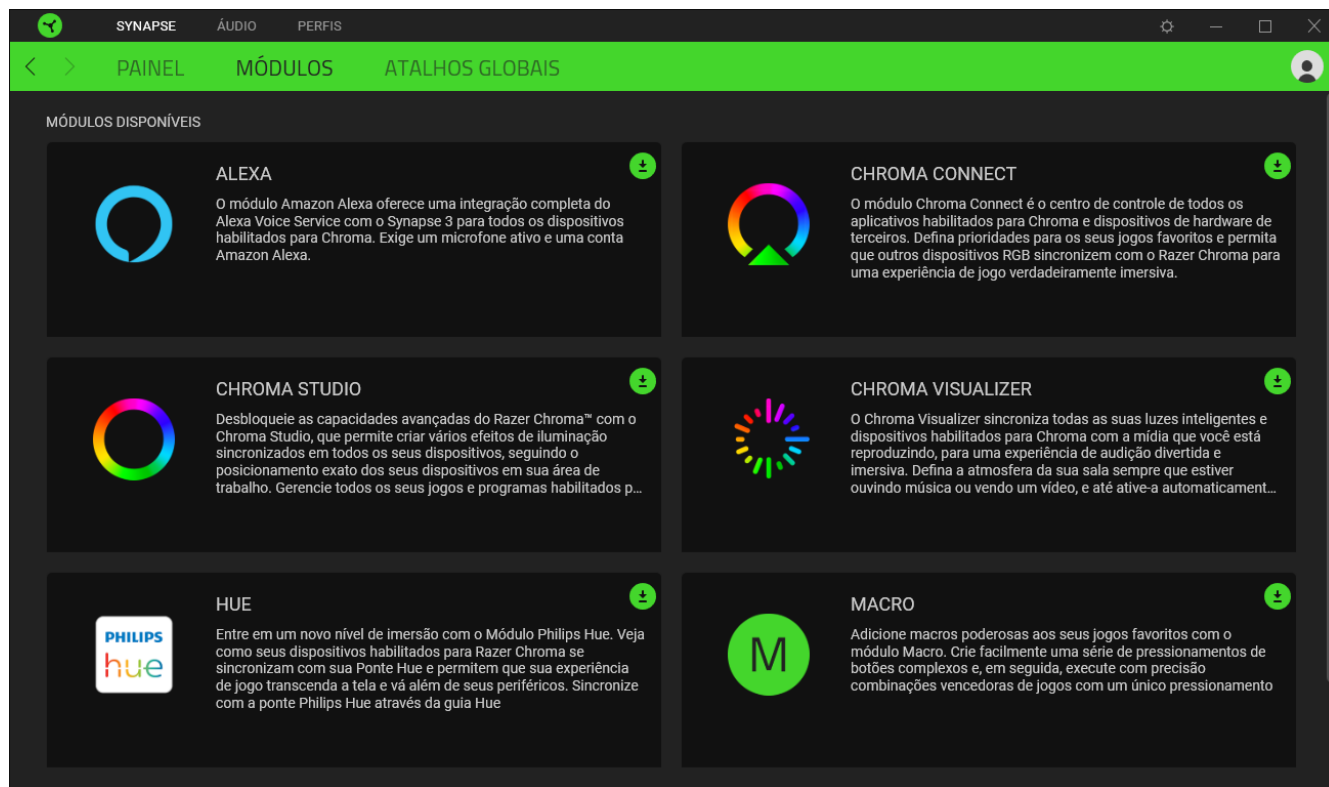 SYNAPSE ÁUDIO PERFIS
PAINEL MÓDULOS ATALHOS GLOBAIS
MÓDULOS DISPONÍVEIS
ALEXA
O módulo Amazon Alexa oferece uma integração completa do
Alexa Voice Service com o Synapse 3 para todos os dispositivos
habilitados para Chroma. Exige um microfone ativo e uma conta
Amazon Alexa.
CHROMA CONNECT
O módulo Chroma Connect é o centro de controle de todos os
aplicativos habilitados para Chroma e dispositivos de hardware de
terceiros. Defina prioridades para os seus jogos favoritos e permita
que outros dispositivos RGB sincronizem com o Razer Chroma para
uma experiência de jogo verdadeiramente imersiva.
CHROMA STUDIO
Desbloqueie as capacidades avançadas do Razer Chroma™ com o
Chroma Studio, que permite criar vários efeitos de iluminação
sincronizados em todos os seus dispositivos, seguindo o
posicionamento exato dos seus dispositivos em sua área de
trabalho. Gerencie todos os seus jogos e programas habilitados p...
CHROMA VISUALIZER
O Chroma Visualizer sincroniza todas as suas luzes inteligentes e
dispositivos habilitados para Chroma com a mídia que você está
reproduzindo, para uma experiência de audição divertida e
imersiva. Defina a atmosfera da sua sala sempre que estiver
ouvindo música ou vendo um vídeo, e até ative-a automaticament...
PHILIPS
hue
HUE
Entre em um novo nível de imersão com o Módulo Philips Hue. Veja
como seus dispositivos habilitados para Razer Chroma se
sincronizam com sua Ponte Hue e permitem que sua experiência
de jogo transcenda a tela e vá além de seus periféricos. Sincronize
com a ponte Philips Hue através da guia Hue
M
MACRO
Adicione macros poderosas aos seus jogos favoritos com o
módulo Macro. Crie facilmente uma série de pressionamentos de
botões complexos e, em seguida, execute com precisão
combinações vencedoras de jogos com um único pressionamento